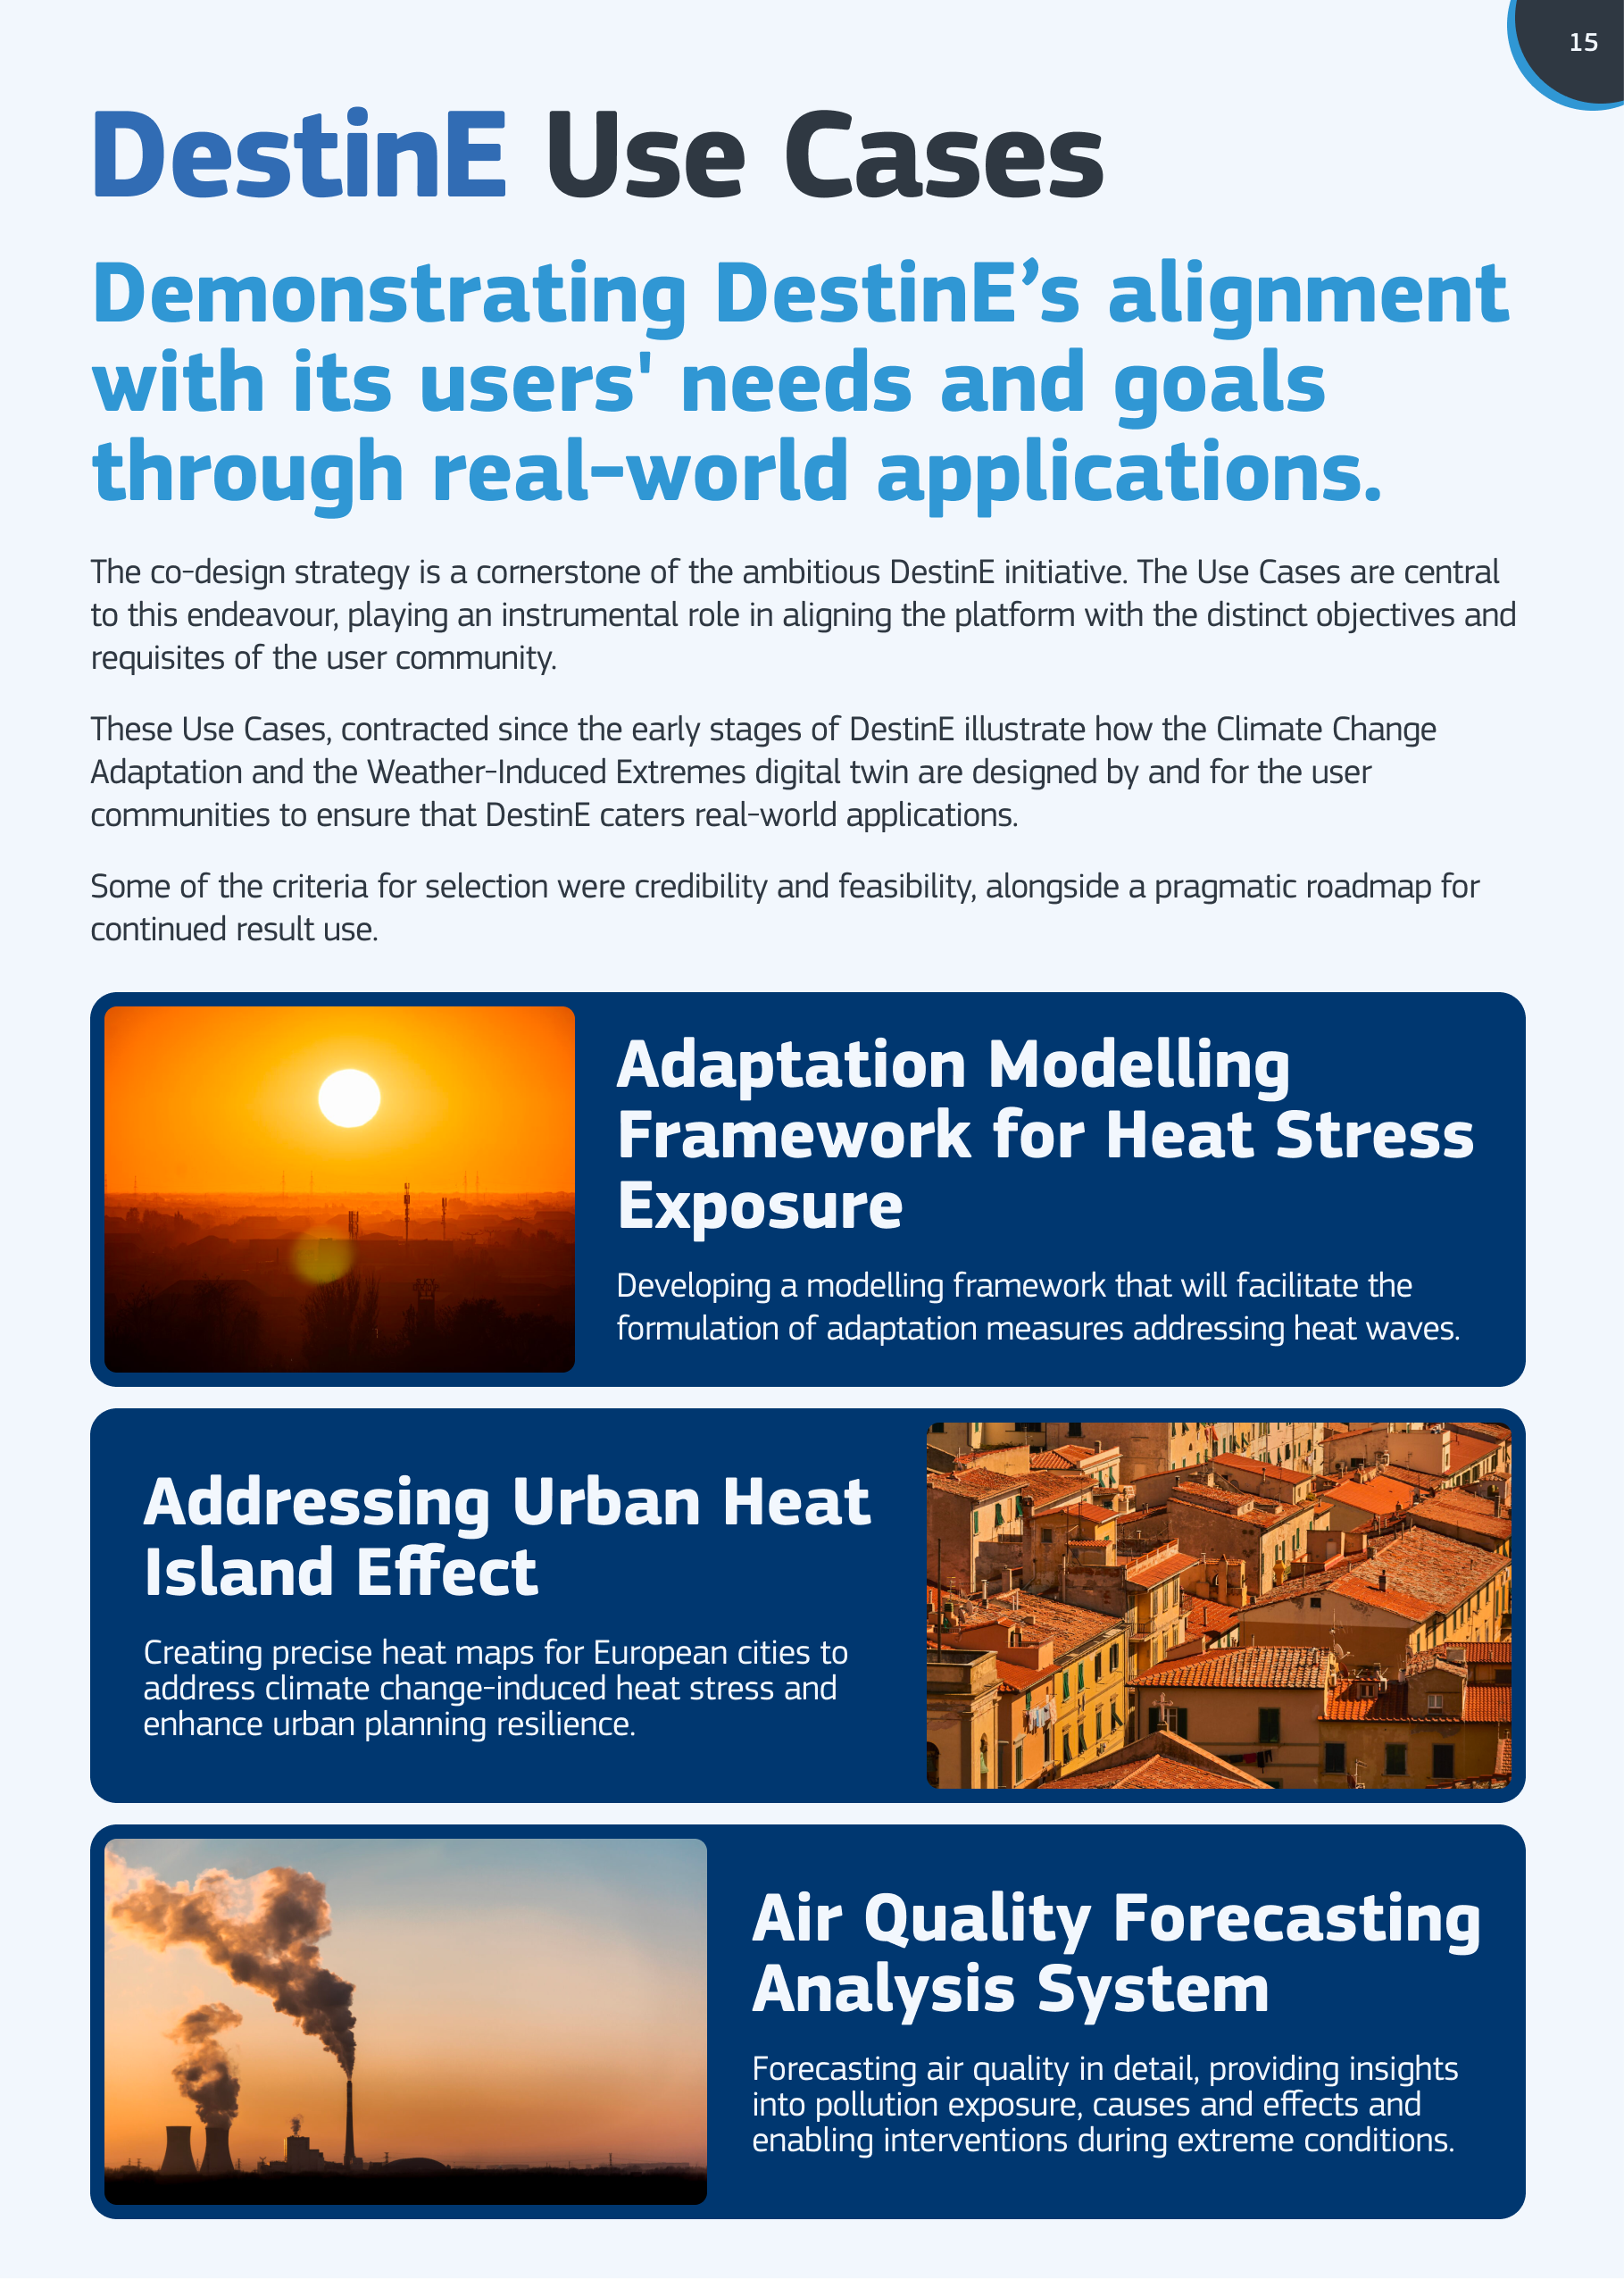 15
DestinE Use Cases
Demonstrating DestinE’s alignment
with its users' needs and goals
through real-world applications.
The co-design strategy is a cornerstone of the ambitious DestinE initiative. The Use Cases are central
to this endeavour, playing an instrumental role in aligning the platform with the distinct objectives and
requisites of the user community.
These Use Cases, contracted since the early stages of DestinE illustrate how the Climate Change
Adaptation and the Weather-Induced Extremes digital twin are designed by and for the user
communities to ensure that DestinE caters real-world applications.
Some of the criteria for selection were credibility and feasibility, alongside a pragmatic roadmap for
continued result use.
Adaptation Modelling
Framework for Heat Stress
Exposure
Developing a modelling framework that will facilitate the
formulation of adaptation measures addressing heat waves.
Addressing Urban Heat
Island Effect
Creating precise heat maps for European cities to
address climate change-induced heat stress and
enhance urban planning resilience.
Air Quality Forecasting
Analysis System
Forecasting air quality in detail, providing insights
into pollution exposure, causes and effects and
enabling interventions during extreme conditions.